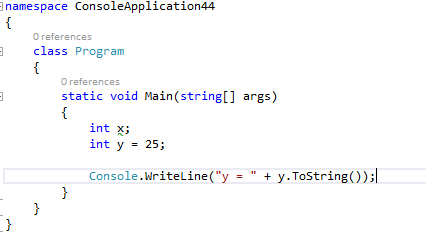 namespace ConsoleApplication44
{
0 references
class Program
{
0 references
static void Main(string[] args)
{
int x;
int y = 25;
Console.WriteLine("y = " + y.ToString());
}
}
}